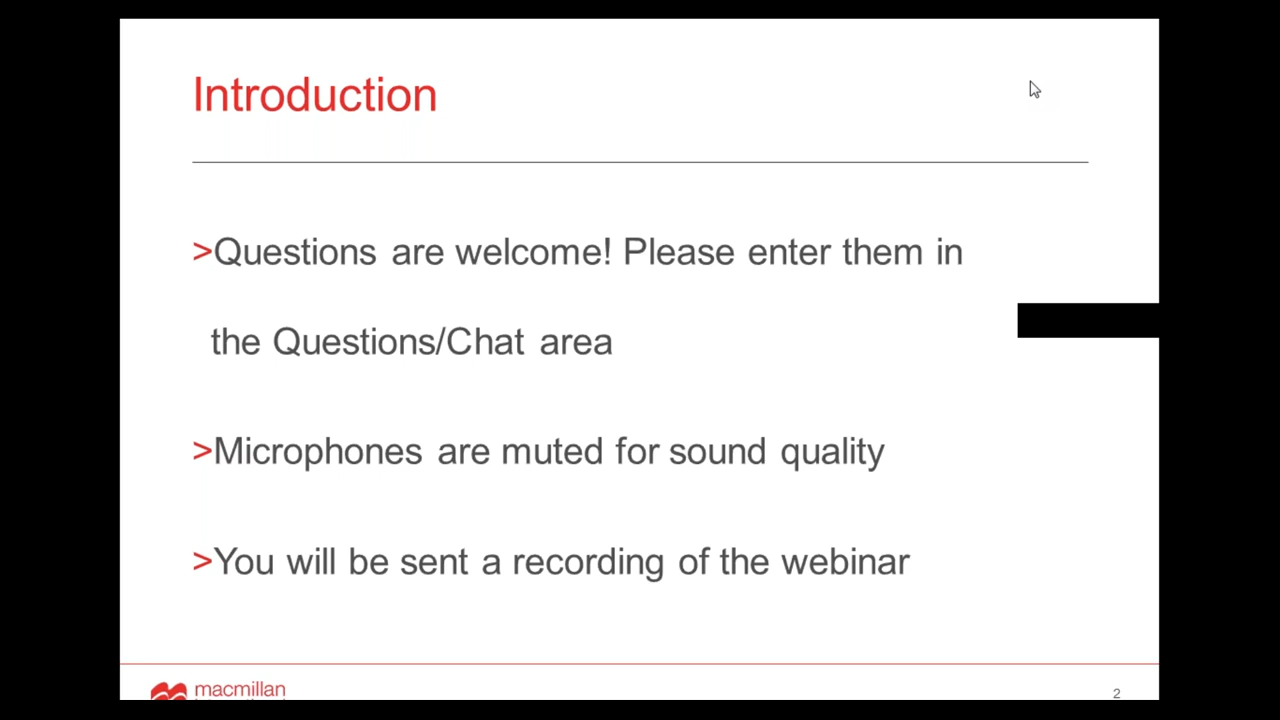 Introduction
>Questions are welcome! Please enter them in
the Questions/Chat area
>Microphones are muted for sound quality
>You will be sent a recording of the webinar
macmillan
2